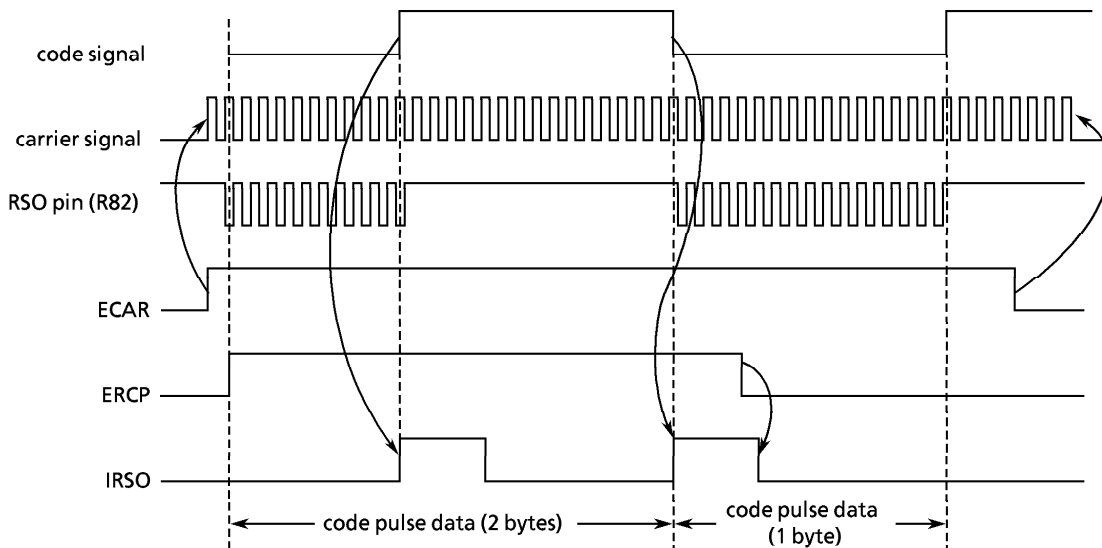 code signal
carrier signal
RSO pin (R82)
ECAR
ERCP
IRSO
code pulse data (2 bytes)
code pulse data
(1 byte)